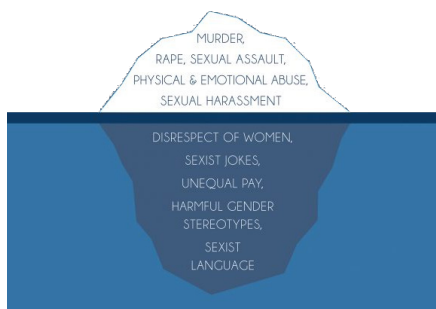 MURDER,
RAPE, SEXUAL ASSAULT,
PHYSICAL & EMOTIONAL ABUSE,
SEXUAL HARASSMENT
DISRESPECT OF WOMEN,
SEXIST JOKES,
UNEQUAL PAY,
HARMFUL GENDER
STEREOTYPES,
SEXIST
LANGUAGE